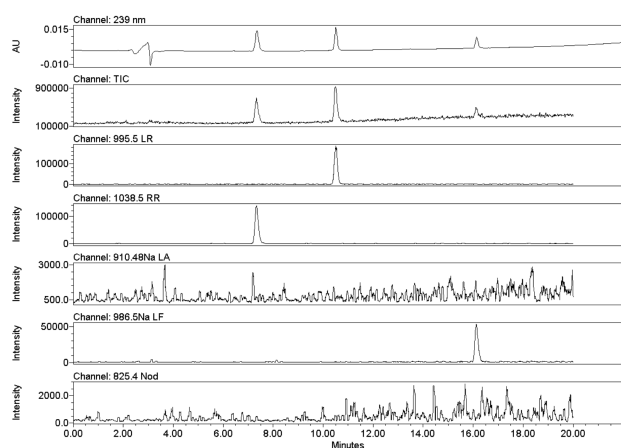 Channel: 239 nm
0.015
AU
-0.010
Channel: TIC
900000
Intensity
100000
Channel: 995.5 LR
Intensity
100000
0
Channel: 1038.5 RR
Intensity
100000
0
Channel: 910.48Na LA
3000.0
Intensity
500.0
Channel: 986.5Na LF
50000
Intensity
0
Channel: 825.4 Nod
Intensity
2000.0
0.0
0.00 2.00 4.00 6.00 8.00 10.00 12.00 14.00 16.00 18.00 20.00
Minutes